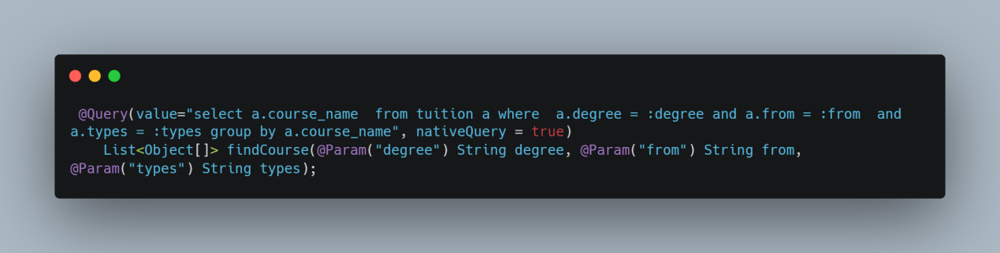 @Query(value="select a.course_name  from tuition a where  a.degree = :degree and a.from = :from  and
a.types = :types group by a.course_name", nativeQuery = true)
    List<Object[]> findCourse(@Param("degree") String degree, @Param("from") String from,
@Param("types") String types);